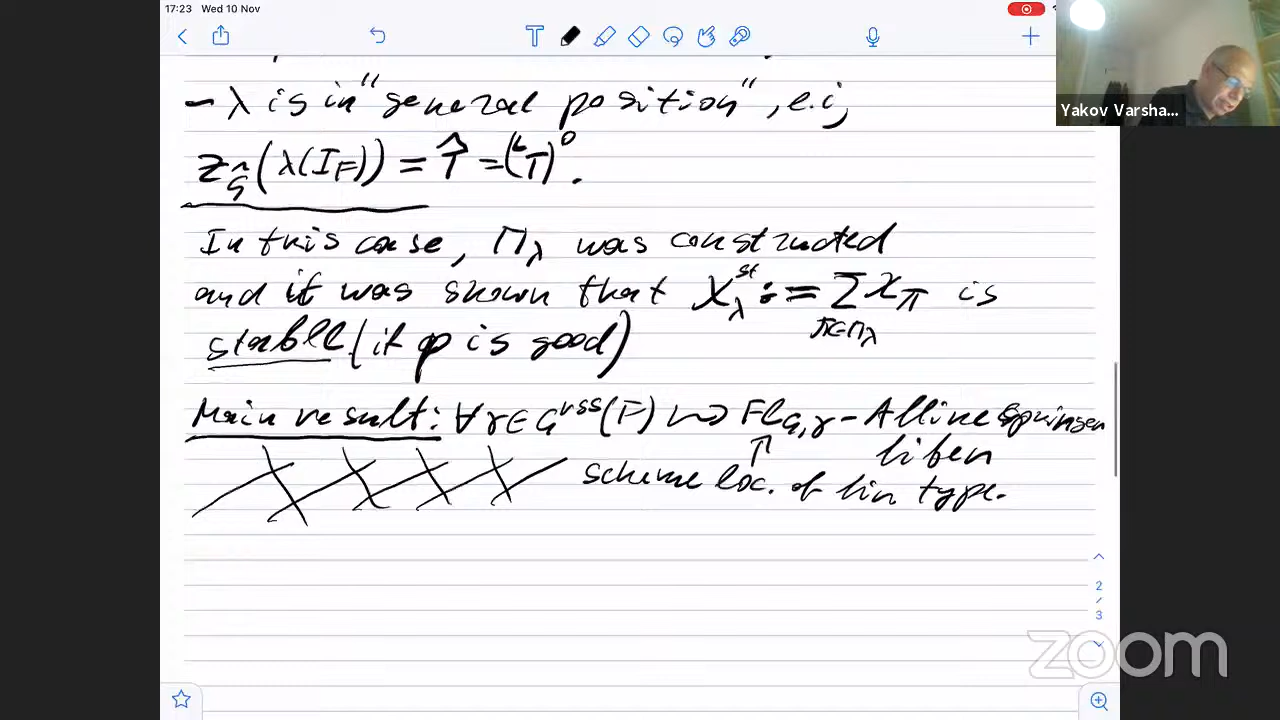 17:23 Wed 10 Nov
Yakov Varsha...
– λ is in "general position", e.i,
Z_Ĝ(λ(I_F)) = T̂ = (ᴸT)⁰.
In this case, Π_λ was constructed
and it was shown that χ_λ^st := Σ_{π∈Π_λ} χ_π is
stable (if p is good)
Main result: ∀γ∈G^rss(F) ⇝ Fl_{G,γ} – Affine Springer
fiber
↑
scheme loc. of fin type.
2
/
3
zoom